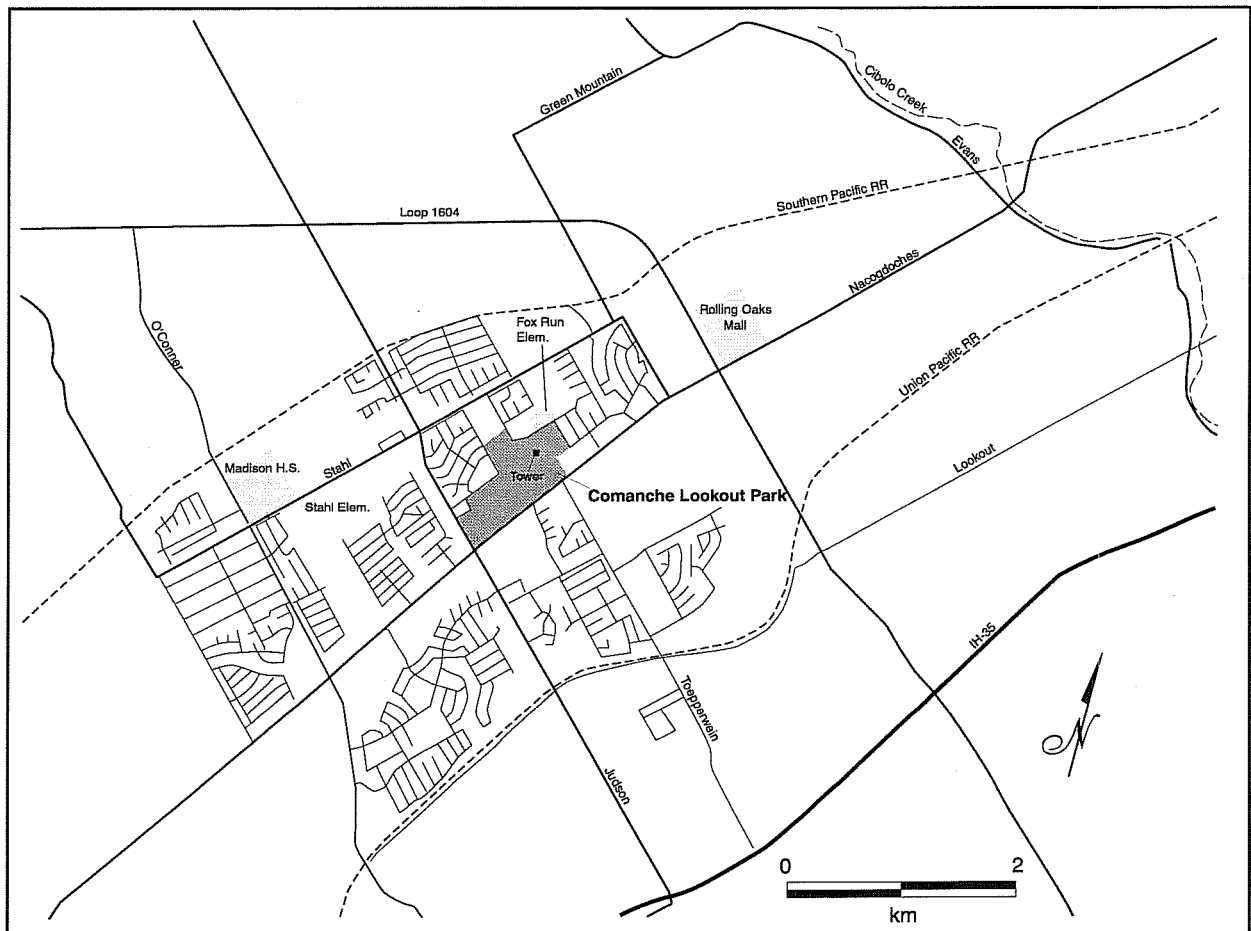 Green Mountain
Cibolo Creek
Evans
Southern Pacific RR
Loop 1604
Nacogdoches
O'Conner
Rolling Oaks
Mall
Fox Run
Elem.
Union Pacific RR
Lookout
Madison H.S.
Stahl
Tower
Stahl Elem.
Comanche Lookout Park
IH-35
Toepperwein
Judson
N
0
2
km